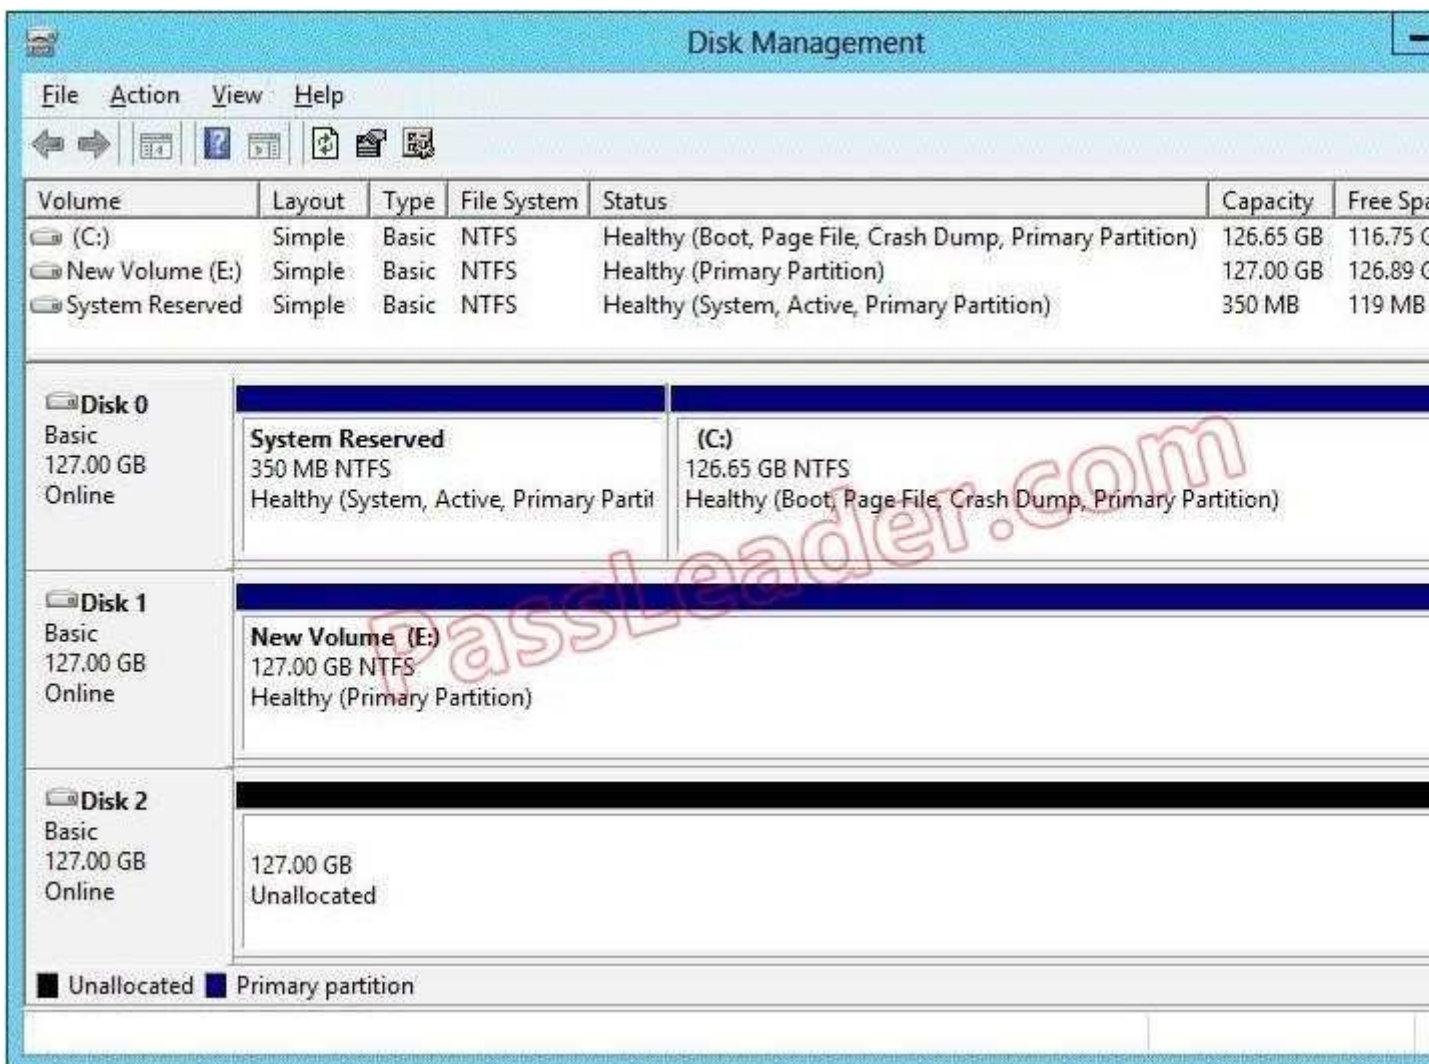 Disk Management
File Action View Help
Volume Layout Type File System Status Capacity Free Spa
(C:) Simple Basic NTFS Healthy (Boot, Page File, Crash Dump, Primary Partition) 126.65 GB 116.75 G
New Volume (E:) Simple Basic NTFS Healthy (Primary Partition) 127.00 GB 126.89 G
System Reserved Simple Basic NTFS Healthy (System, Active, Primary Partition) 350 MB 119 MB
Disk 0
Basic
127.00 GB
Online
System Reserved
350 MB NTFS
Healthy (System, Active, Primary Partit
(C:)
126.65 GB NTFS
Healthy (Boot, Page File, Crash Dump, Primary Partition)
Disk 1
Basic
127.00 GB
Online
New Volume (E:)
127.00 GB NTFS
Healthy (Primary Partition)
Disk 2
Basic
127.00 GB
Online
127.00 GB
Unallocated
Unallocated Primary partition
PassLeader.com